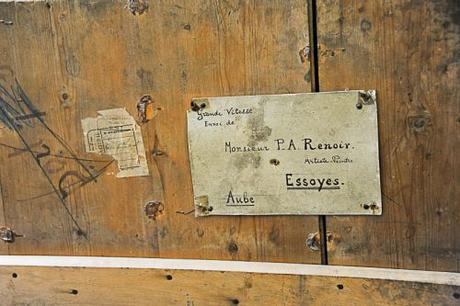 Grande Vitesse
Envoi de
Monsieur P. A. Renoir.
Artiste Peintre
Essoyes.
Aube